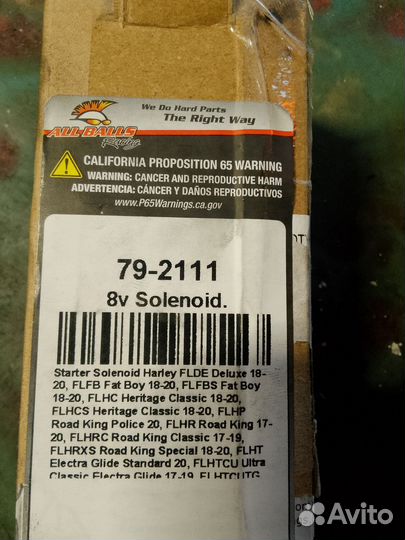 We Do Hard Parts
The Right Way
ALL BALLS
Racing
CALIFORNIA PROPOSITION 65 WARNING
WARNING: CANCER AND REPRODUCTIVE HARM
ADVERTENCIA: CÁNCER Y DAÑOS REPRODUCTIVOS
www.P65Warnings.ca.gov
79-2111
8v Solenoid.
Starter Solenoid Harley FLDE Deluxe 18-
20, FLFB Fat Boy 18-20, FLFBS Fat Boy
18-20, FLHC Heritage Classic 18-20,
FLHCS Heritage Classic 18-20, FLHP
Road King Police 20, FLHR Road King 17-
20, FLHRC Road King Classic 17-19,
FLHRXS Road King Special 18-20, FLHT
Electra Glide Standard 20, FLHTCU Ultra
Classic Electra Glide 17-19, FLHTCUTG
Avito